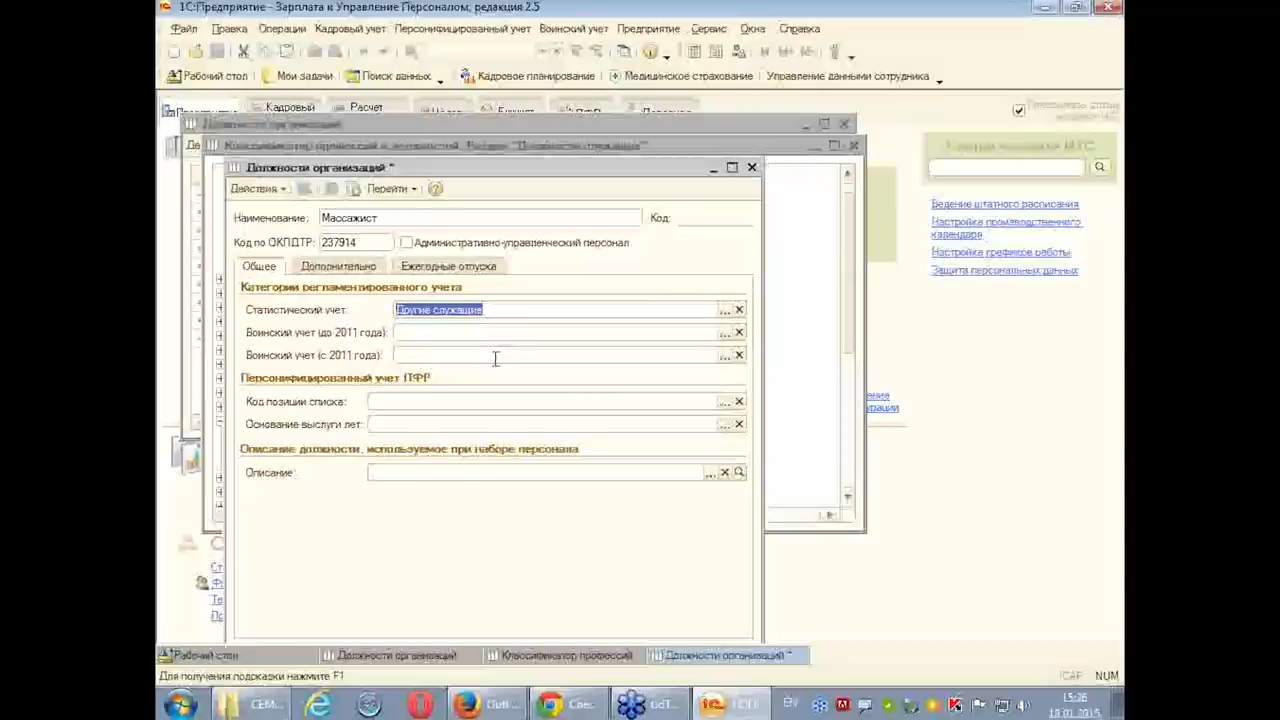 1С:Предприятие - Зарплата и Управление Персоналом, редакция 2.5
Файл Правка Операции Кадровый учет Персонифицированный учет Воинский учет Предприятие Сервис Окна Справка
Рабочий стол Мои задачи Поиск данных Кадровое планирование Медицинское страхование Управление данными сотрудника
Кадровый Расчет
Должности организаций
Должности организаций *
Действия Перейти
Наименование: Массажист Код:
Код по ОКПДТР: 237914 Административно-управленческий персонал
Общее Дополнительно Ежегодные отпуска
Категории регламентированного учета
Статистический учет: Другие служащие
Воинский учет (до 2011 года):
Воинский учет (с 2011 года):
Персонифицированный учет ПФР
Код позиции списка:
Основание выслуги лет:
Описание должности, используемое при наборе персонала
Описание:
Ведение штатного расписания
Настройка производственного
календаря
Настройка графиков работы
Защита персональных данных
Рабочий стол Должности организаций Классификатор профессий Должности организаций *
Для получения подсказки нажмите F1 CAP NUM
СЕМ... EN 15:26